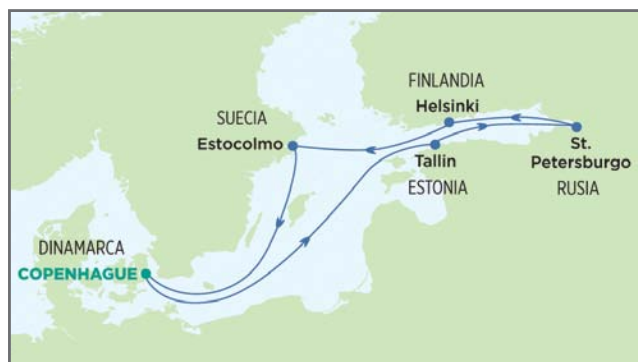 FINLANDIA
Helsinki
SUECIA
Estocolmo
Tallin
ESTONIA
St.
Petersburgo
RUSIA
DINAMARCA
COPENHAGUE